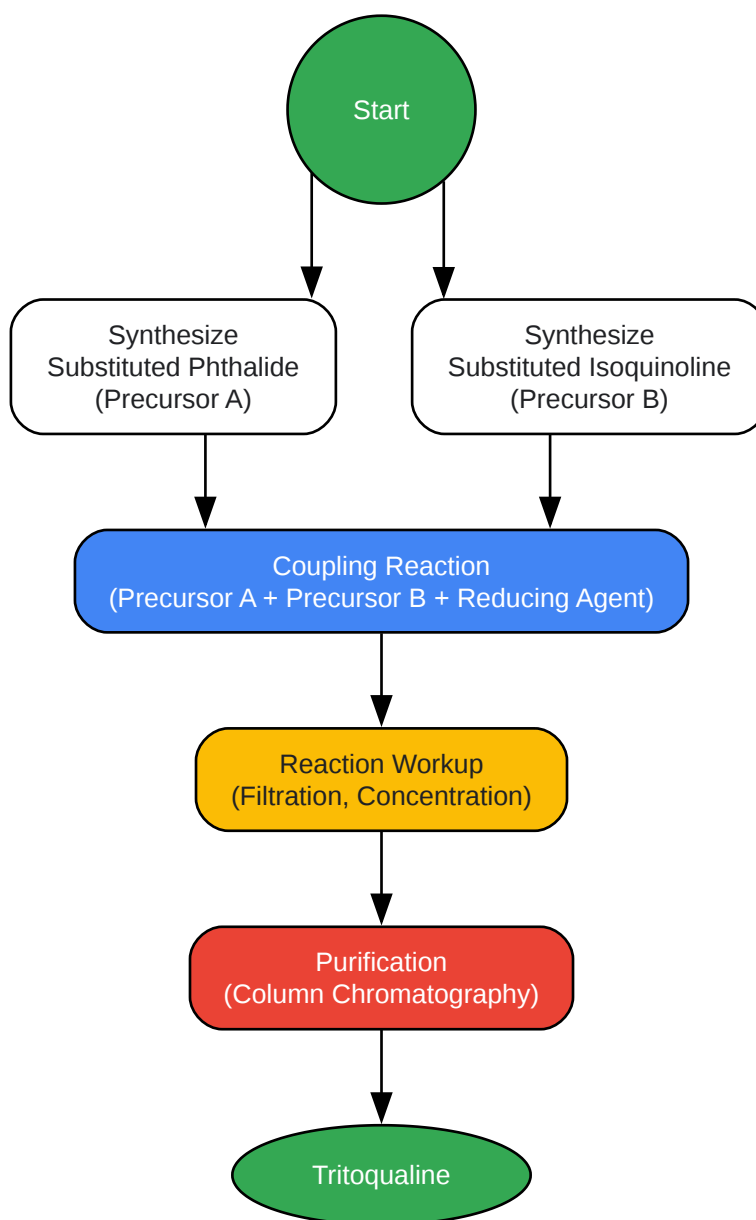 Start
Synthesize
Substituted Phthalide
(Precursor A)
Synthesize
Substituted Isoquinoline
(Precursor B)
Coupling Reaction
(Precursor A + Precursor B + Reducing Agent)
Reaction Workup
(Filtration, Concentration)
Purification
(Column Chromatography)
Tritoqualine